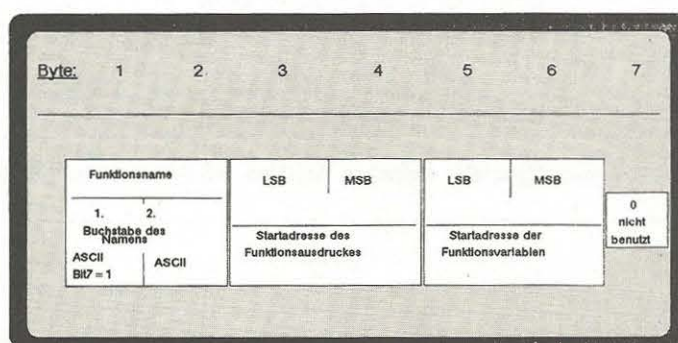 Byte: 1 2 3 4 5 6 7
Funktionsname
1. 2.
Buchstabe des
Namens
ASCII
Bit7 = 1
ASCII
LSB MSB
Startadresse des
Funktionsausdruckes
LSB MSB
Startadresse der
Funktionsvariablen
0
nicht
benutzt